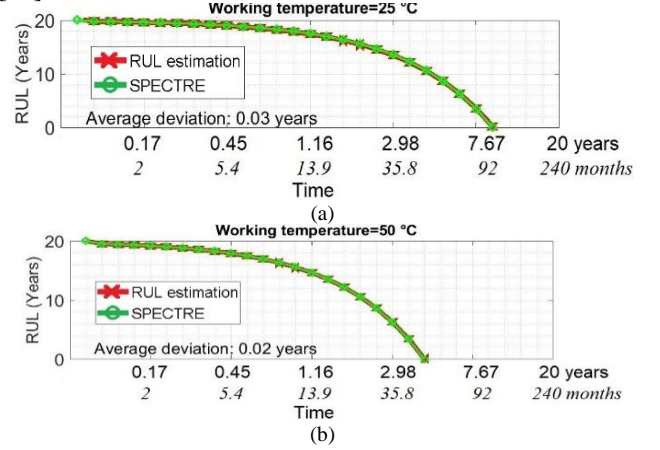 Working temperature=25 °C
20
10
0
RUL (Years)
RUL estimation
SPECTRE
Average deviation: 0.03 years
0.17 0.45 1.16 2.98 7.67 20 years
2 5.4 13.9 35.8 92 240 months
Time
(a)
Working temperature=50 °C
20
10
0
RUL (Years)
RUL estimation
SPECTRE
Average deviation: 0.02 years
0.17 0.45 1.16 2.98 7.67 20 years
2 5.4 13.9 35.8 92 240 months
Time
(b)